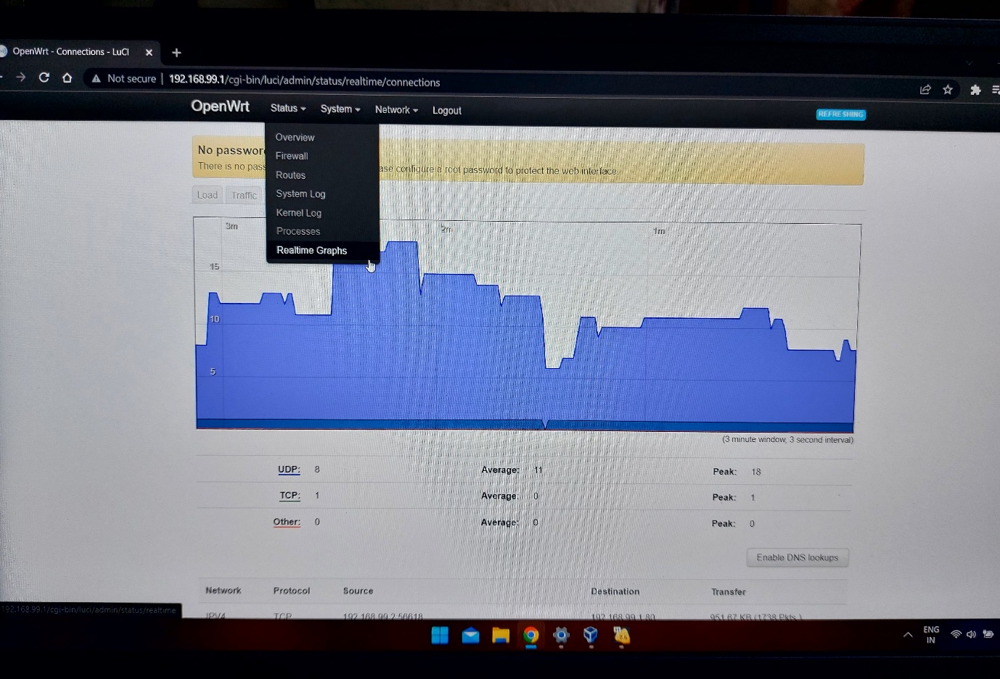 OpenWrt - Connections - LuCI
Not secure | 192.168.99.1/cgi-bin/luci/admin/status/realtime/connections
OpenWrt Status System Network Logout REFRESHING
Overview
Firewall
Routes
System Log
Kernel Log
Processes
Realtime Graphs
No
There is no ase configure a root password to protect the web interface.
Load Traffic
3m 2m 1m
15
10
5
(3 minute window, 3 second interval)
UDP: 8 Average: 11 Peak: 18
TCP: 1 Average: 0 Peak: 1
Other: 0 Average: 0 Peak: 0
Enable DNS lookups
Network Protocol Source Destination Transfer
IPV4 TCP 192.168.99.2:56618 192.168.99.1:80 951.67 KB (1738 Pkts.)
192.168.99.1/cgi-bin/luci/admin/status/realtime
ENG
IN